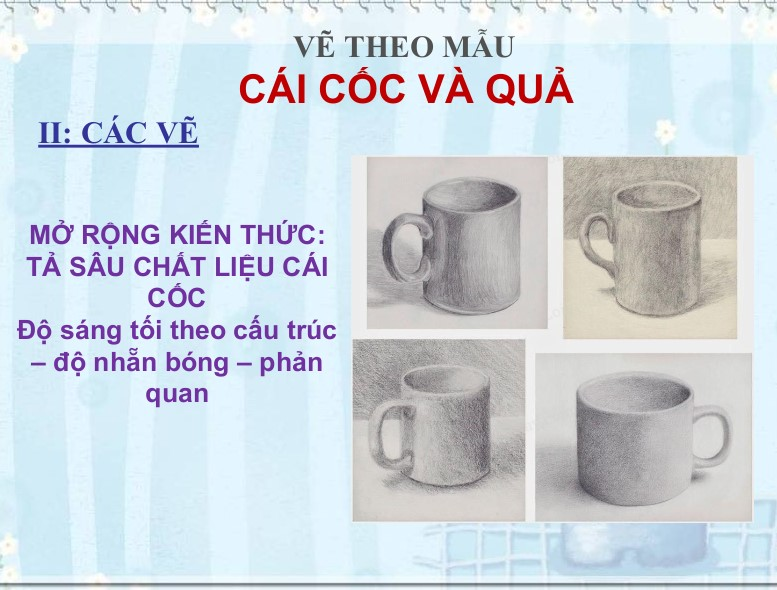 VẼ THEO MẪU
CÁI CỐC VÀ QUẢ
II: CÁC VẼ
MỞ RỘNG KIẾN THỨC:
TẢ SÂU CHẤT LIỆU CÁI
CỐC
Độ sáng tối theo cấu trúc
– độ nhẵn bóng – phản
quan